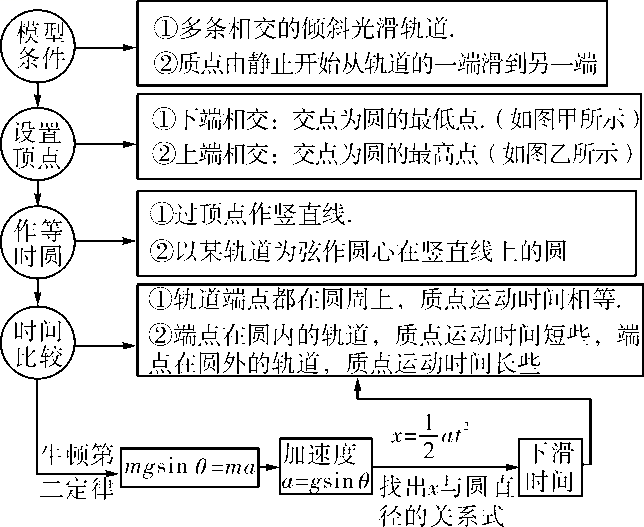 模型
条件
①多条相交的倾斜光滑轨道.
②质点由静止开始从轨道的一端滑到另一端
设置
顶点
①下端相交：交点为圆的最低点.（如图甲所示）
②上端相交：交点为圆的最高点（如图乙所示）
作等
时圆
①过顶点作竖直线.
②以某轨道为弦作圆心在竖直线上的圆
时间
比较
①轨道端点都在圆周上，质点运动时间相等.
②端点在圆内的轨道，质点运动时间短些，端
点在圆外的轨道，质点运动时间长些
牛顿第
二定律
mgsin θ=ma
加速度
a=gsinθ
x=1/2 at²
找出x与圆直
径的关系式
下滑
时间